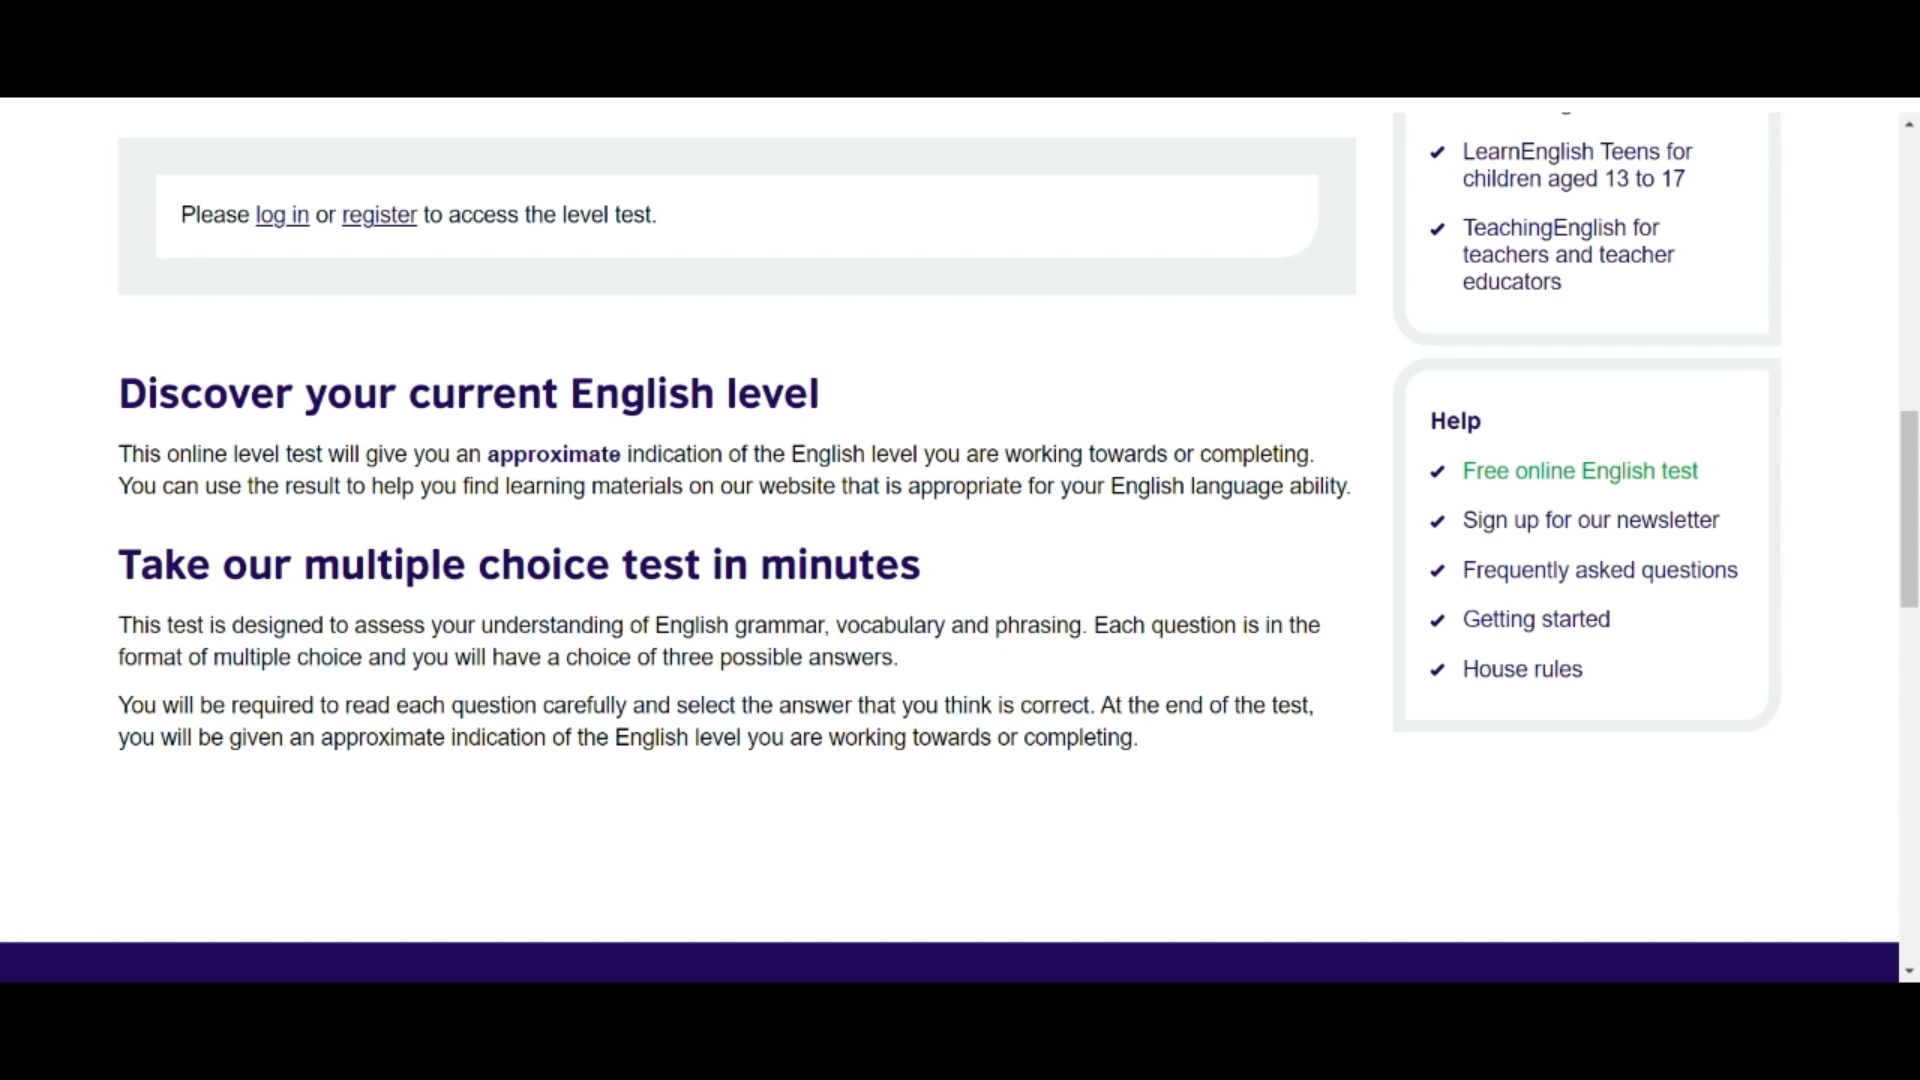 Please log in or register to access the level test.
Discover your current English level
This online level test will give you an approximate indication of the English level you are working towards or completing.
You can use the result to help you find learning materials on our website that is appropriate for your English language ability.
Take our multiple choice test in minutes
This test is designed to assess your understanding of English grammar, vocabulary and phrasing. Each question is in the
format of multiple choice and you will have a choice of three possible answers.
You will be required to read each question carefully and select the answer that you think is correct. At the end of the test,
you will be given an approximate indication of the English level you are working towards or completing.
LearnEnglish Teens for
children aged 13 to 17
TeachingEnglish for
teachers and teacher
educators
Help
Free online English test
Sign up for our newsletter
Frequently asked questions
Getting started
House rules